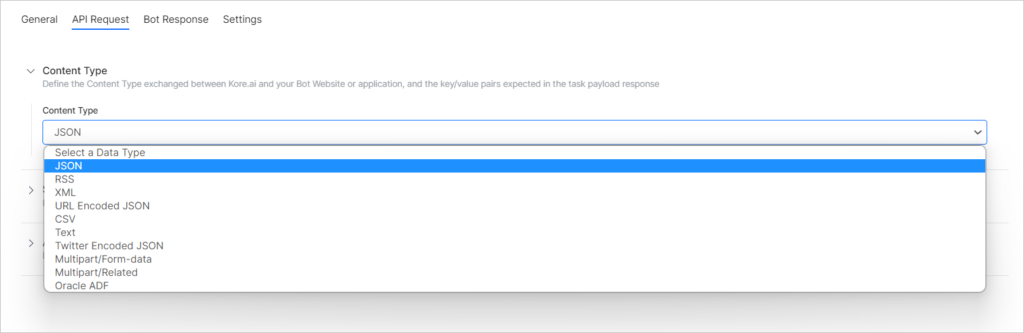 General API Request Bot Response Settings
Content Type
Define the Content Type exchanged between Kore.ai and your Bot Website or application, and the key/value pairs expected in the task payload response
Content Type
JSON
Select a Data Type
JSON
RSS
XML
URL Encoded JSON
CSV
Text
Twitter Encoded JSON
Multipart/Form-data
Multipart/Related
Oracle ADF